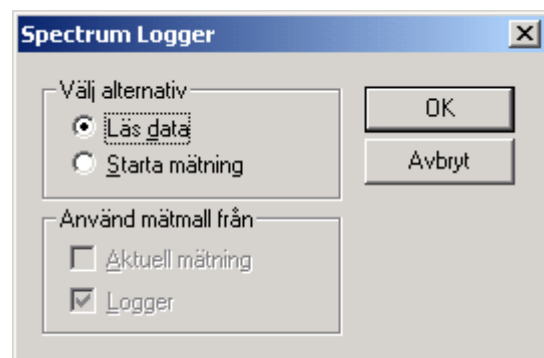 Spectrum Logger
Välj alternativ
Läs data
Starta mätning
OK
Avbryt
Använd mätmall från
Aktuell mätning
Logger